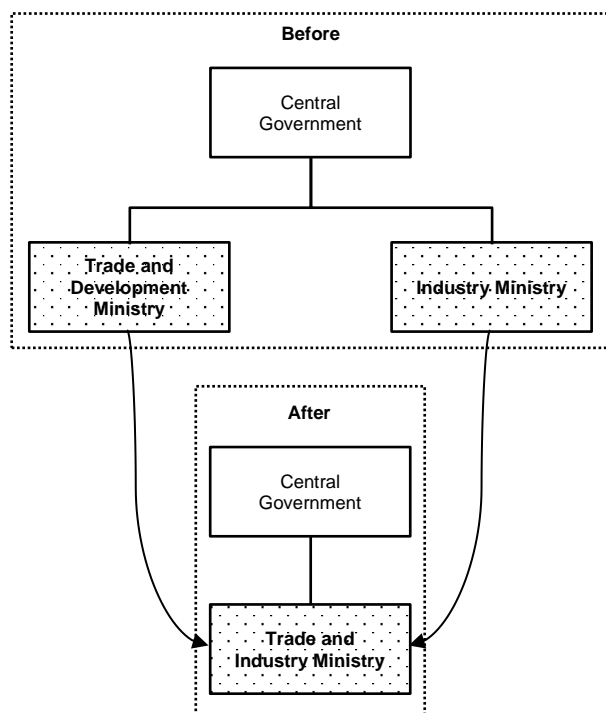 Before
Central
Government
Trade and
Development
Ministry
Industry Ministry
After
Central
Government
Trade and
Industry Ministry